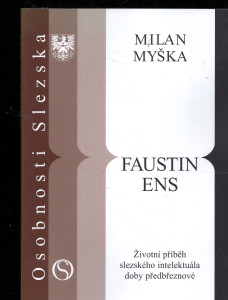 Osobnosti Slezska
MILAN
MYŠKA
FAUSTIN
ENS
Životní příběh
slezského intelektuála
doby předbřeznové